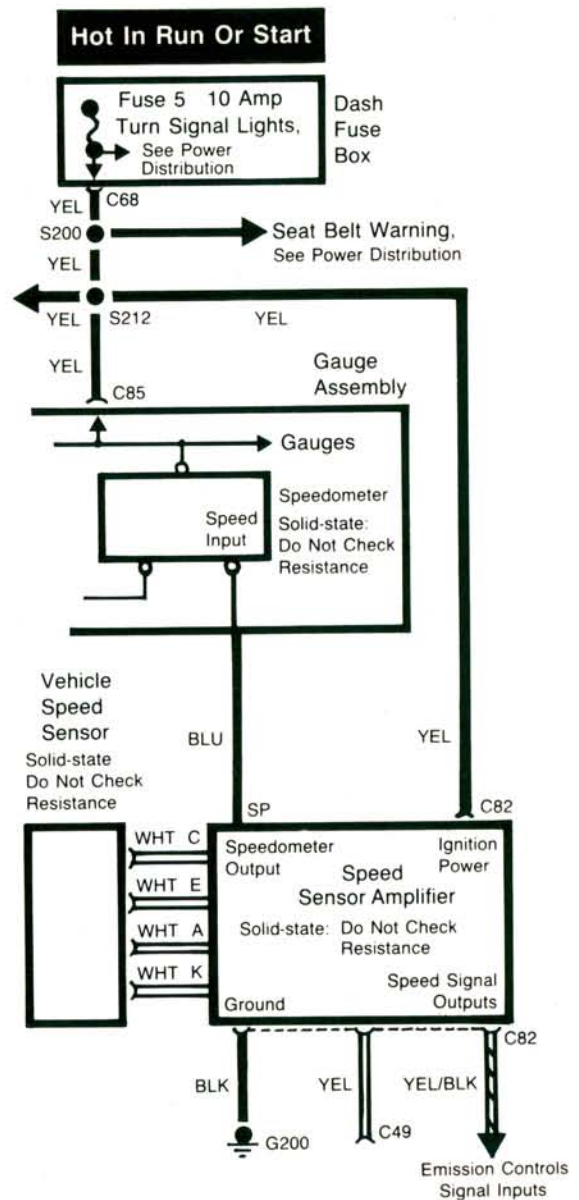 Hot In Run Or Start
Fuse 5 10 Amp
Turn Signal Lights,
See Power
Distribution
Dash
Fuse
Box
C68
YEL
S200
Seat Belt Warning,
See Power Distribution
YEL
YEL
S212
YEL
YEL
C85
Gauge
Assembly
Gauges
Speed
Input
Speedometer
Solid-state:
Do Not Check
Resistance
Vehicle
Speed
Sensor
Solid-state
Do Not Check
Resistance
BLU
YEL
SP
C82
WHT C
WHT E
WHT A
WHT K
Speedometer
Output
Ignition
Power
Speed
Sensor Amplifier
Solid-state: Do Not Check
Resistance
Ground
Speed Signal
Outputs
C82
BLK
YEL
YEL/BLK
G200
C49
Emission Controls
Signal Inputs